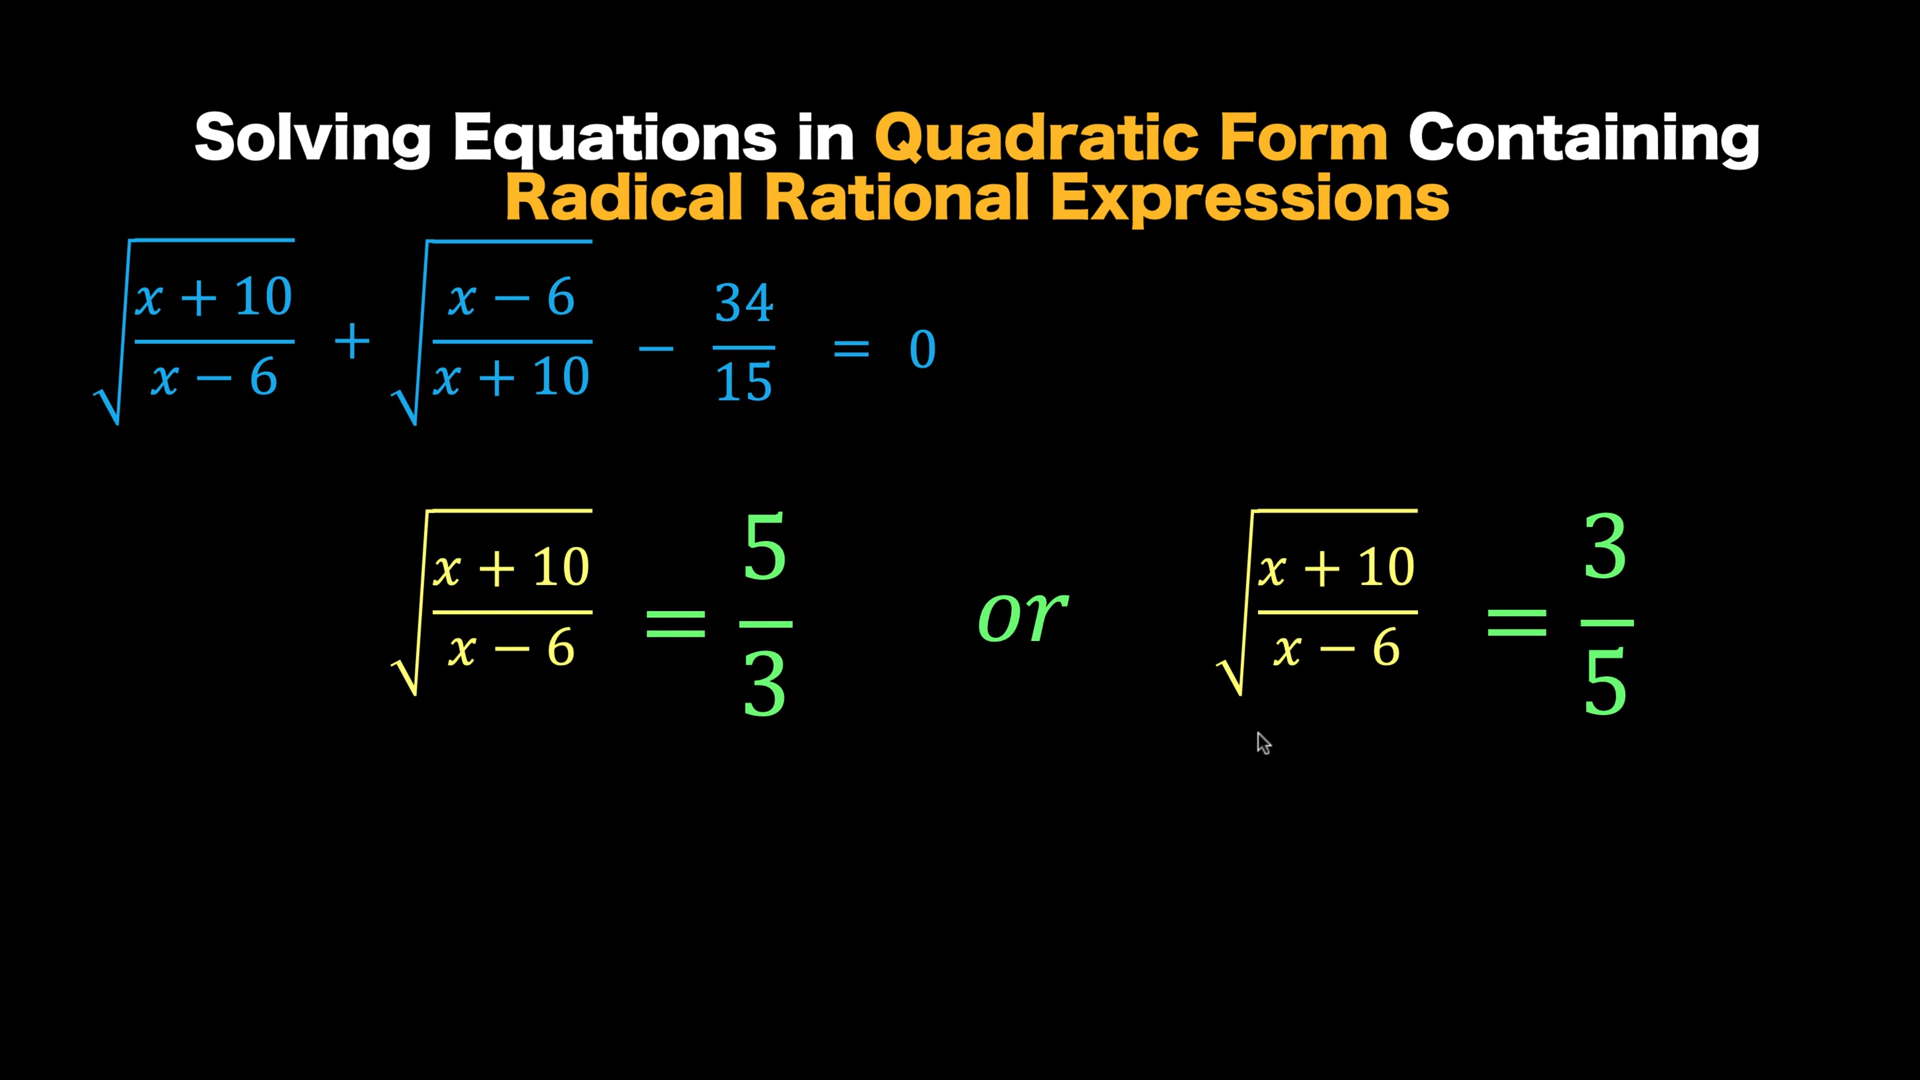 Solving Equations in Quadratic Form Containing
Radical Rational Expressions
√((x + 10)/(x − 6)) + √((x − 6)/(x + 10)) − 34/15 = 0
√((x + 10)/(x − 6)) = 5/3 or √((x + 10)/(x − 6)) = 3/5